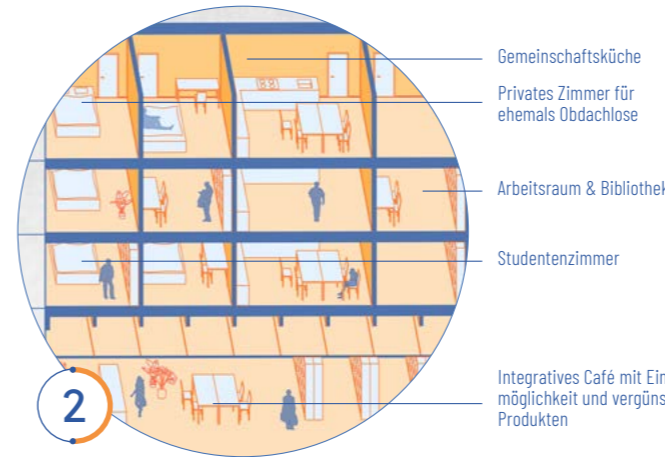 Gemeinschaftsküche
Privates Zimmer für
ehemals Obdachlose
Arbeitsraum & Bibliothek
Studentenzimmer
Integratives Café mit
möglichkeit und
Produkten
2